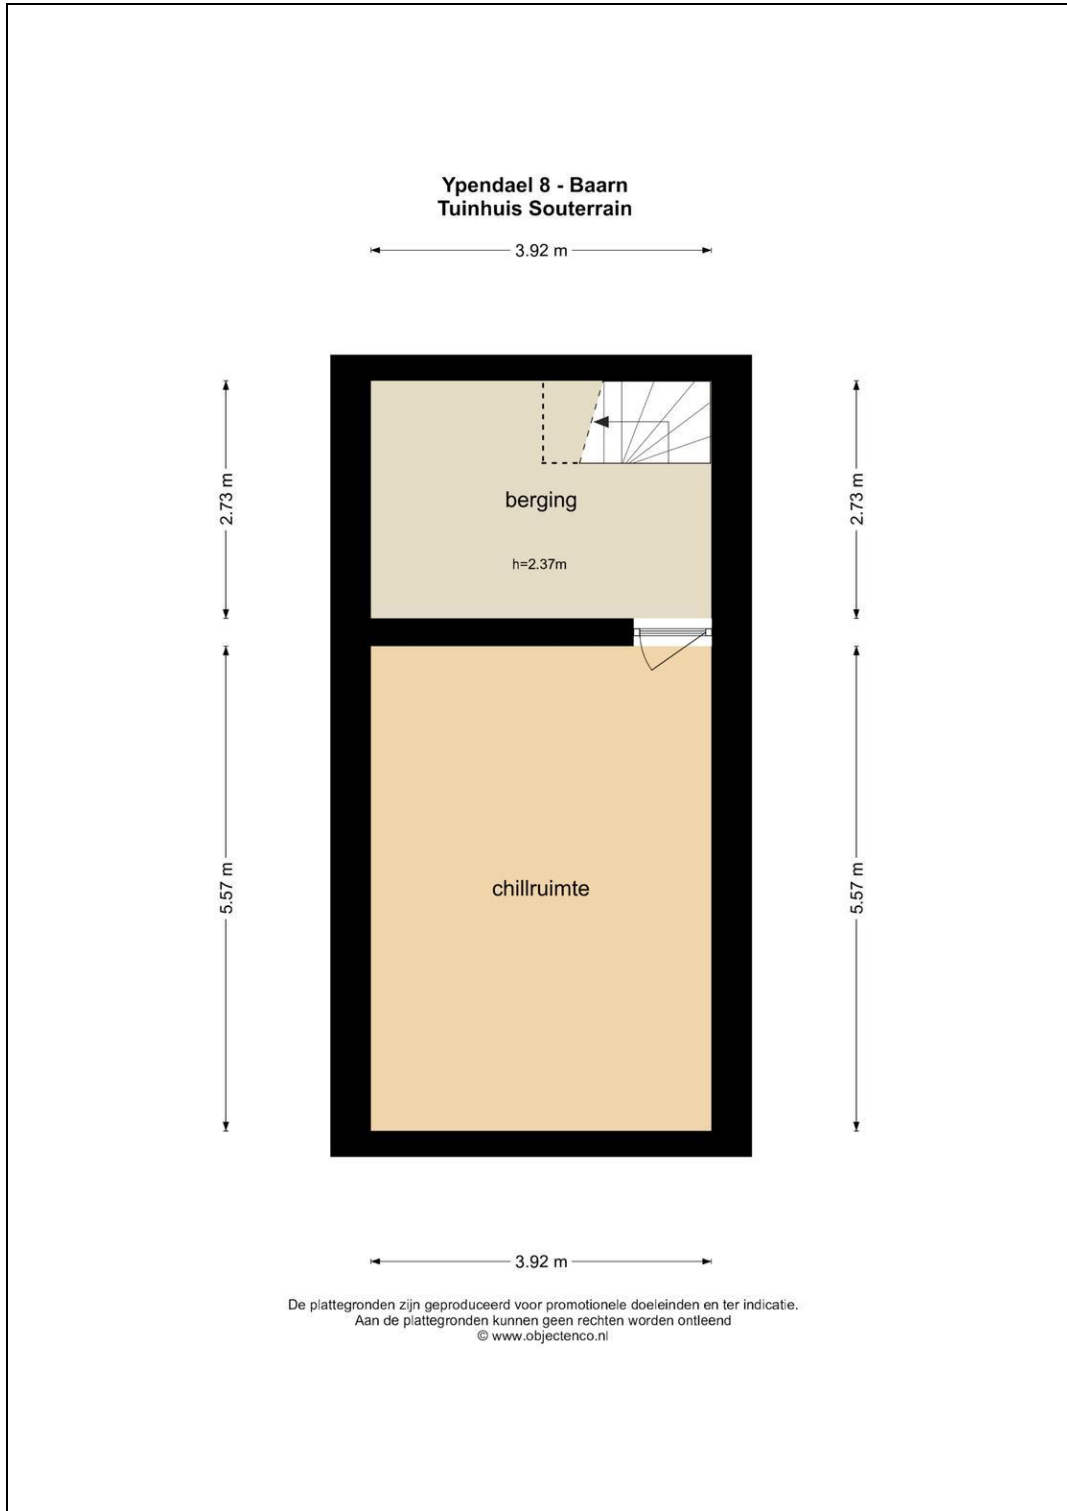 Ypendael 8 - Baarn
Tuinhuis Souterrain
3.92 m
2.73 m
2.73 m
berging
h=2.37m
5.57 m
5.57 m
chillruimte
3.92 m
De plattegronden zijn geproduceerd voor promotionele doeleinden en ter indicatie.
Aan de plattegronden kunnen geen rechten worden ontleend
© www.objectenco.nl